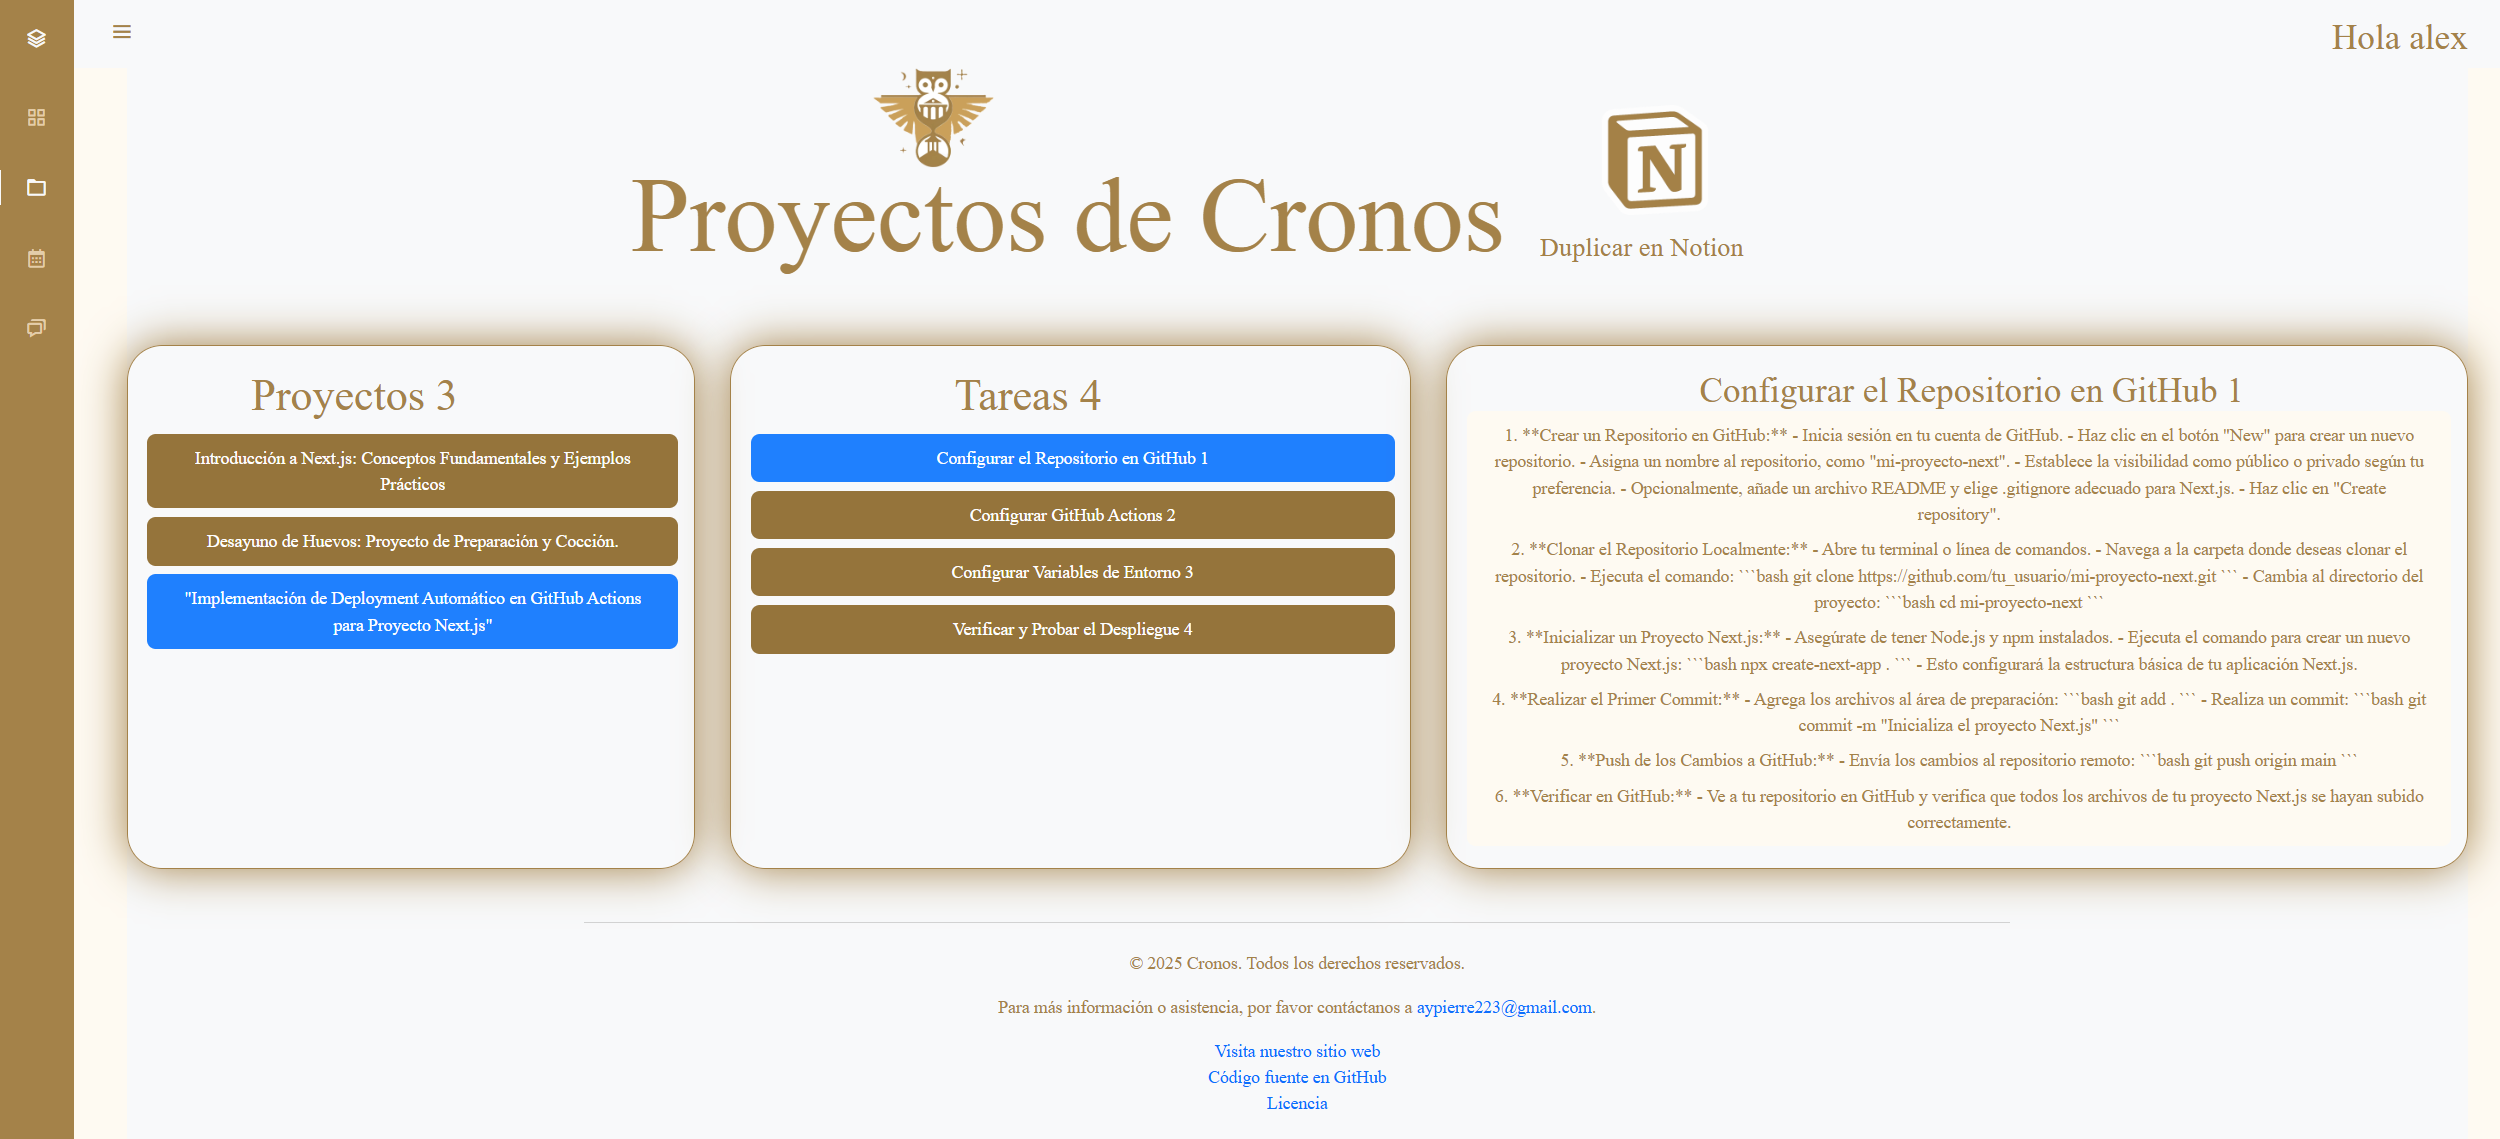 Hola alex
Proyectos de Cronos
N
Duplicar en Notion
Proyectos 3
Introducción a Next.js: Conceptos Fundamentales y Ejemplos
Prácticos
Desayuno de Huevos: Proyecto de Preparación y Cocción.
"Implementación de Deployment Automático en GitHub Actions
para Proyecto Next.js"
Tareas 4
Configurar el Repositorio en GitHub 1
Configurar GitHub Actions 2
Configurar Variables de Entorno 3
Verificar y Probar el Despliegue 4
Configurar el Repositorio en GitHub 1
1. **Crear un Repositorio en GitHub:** - Inicia sesión en tu cuenta de GitHub. - Haz clic en el botón "New" para crear un nuevo
repositorio. - Asigna un nombre al repositorio, como "mi-proyecto-next". - Establece la visibilidad como público o privado según tu
preferencia. - Opcionalmente, añade un archivo README y elige .gitignore adecuado para Next.js. - Haz clic en "Create
repository".
2. **Clonar el Repositorio Localmente:** - Abre tu terminal o línea de comandos. - Navega a la carpeta donde deseas clonar el
repositorio. - Ejecuta el comando: ```bash git clone https://github.com/tu_usuario/mi-proyecto-next.git ``` - Cambia al directorio del
proyecto: ```bash cd mi-proyecto-next ```
3. **Inicializar un Proyecto Next.js:** - Asegúrate de tener Node.js y npm instalados. - Ejecuta el comando para crear un nuevo
proyecto Next.js: ```bash npx create-next-app . ``` - Esto configurará la estructura básica de tu aplicación Next.js.
4. **Realizar el Primer Commit:** - Agrega los archivos al área de preparación: ```bash git add . ``` - Realiza un commit: ```bash git
commit -m "Inicializa el proyecto Next.js" ```
5. **Push de los Cambios a GitHub:** - Envía los cambios al repositorio remoto: ```bash git push origin main ```
6. **Verificar en GitHub:** - Ve a tu repositorio en GitHub y verifica que todos los archivos de tu proyecto Next.js se hayan subido
correctamente.
© 2025 Cronos. Todos los derechos reservados.
Para más información o asistencia, por favor contáctanos a aypierre223@gmail.com.
Visita nuestro sitio web
Código fuente en GitHub
Licencia